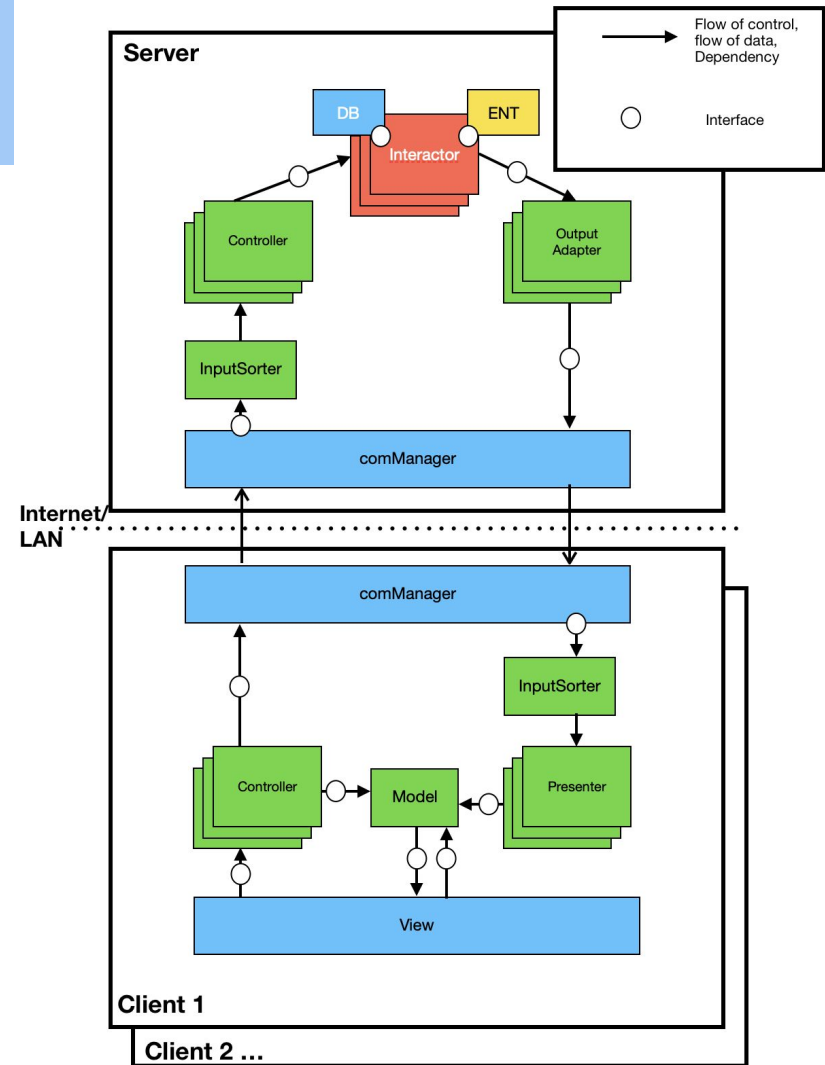 Flow of control,
flow of data,
Dependency
Interface
Server
DB
ENT
Interactor
Controller
Output
Adapter
InputSorter
comManager
Internet/
LAN
comManager
InputSorter
Controller
Model
Presenter
View
Client 1
Client 2 ...